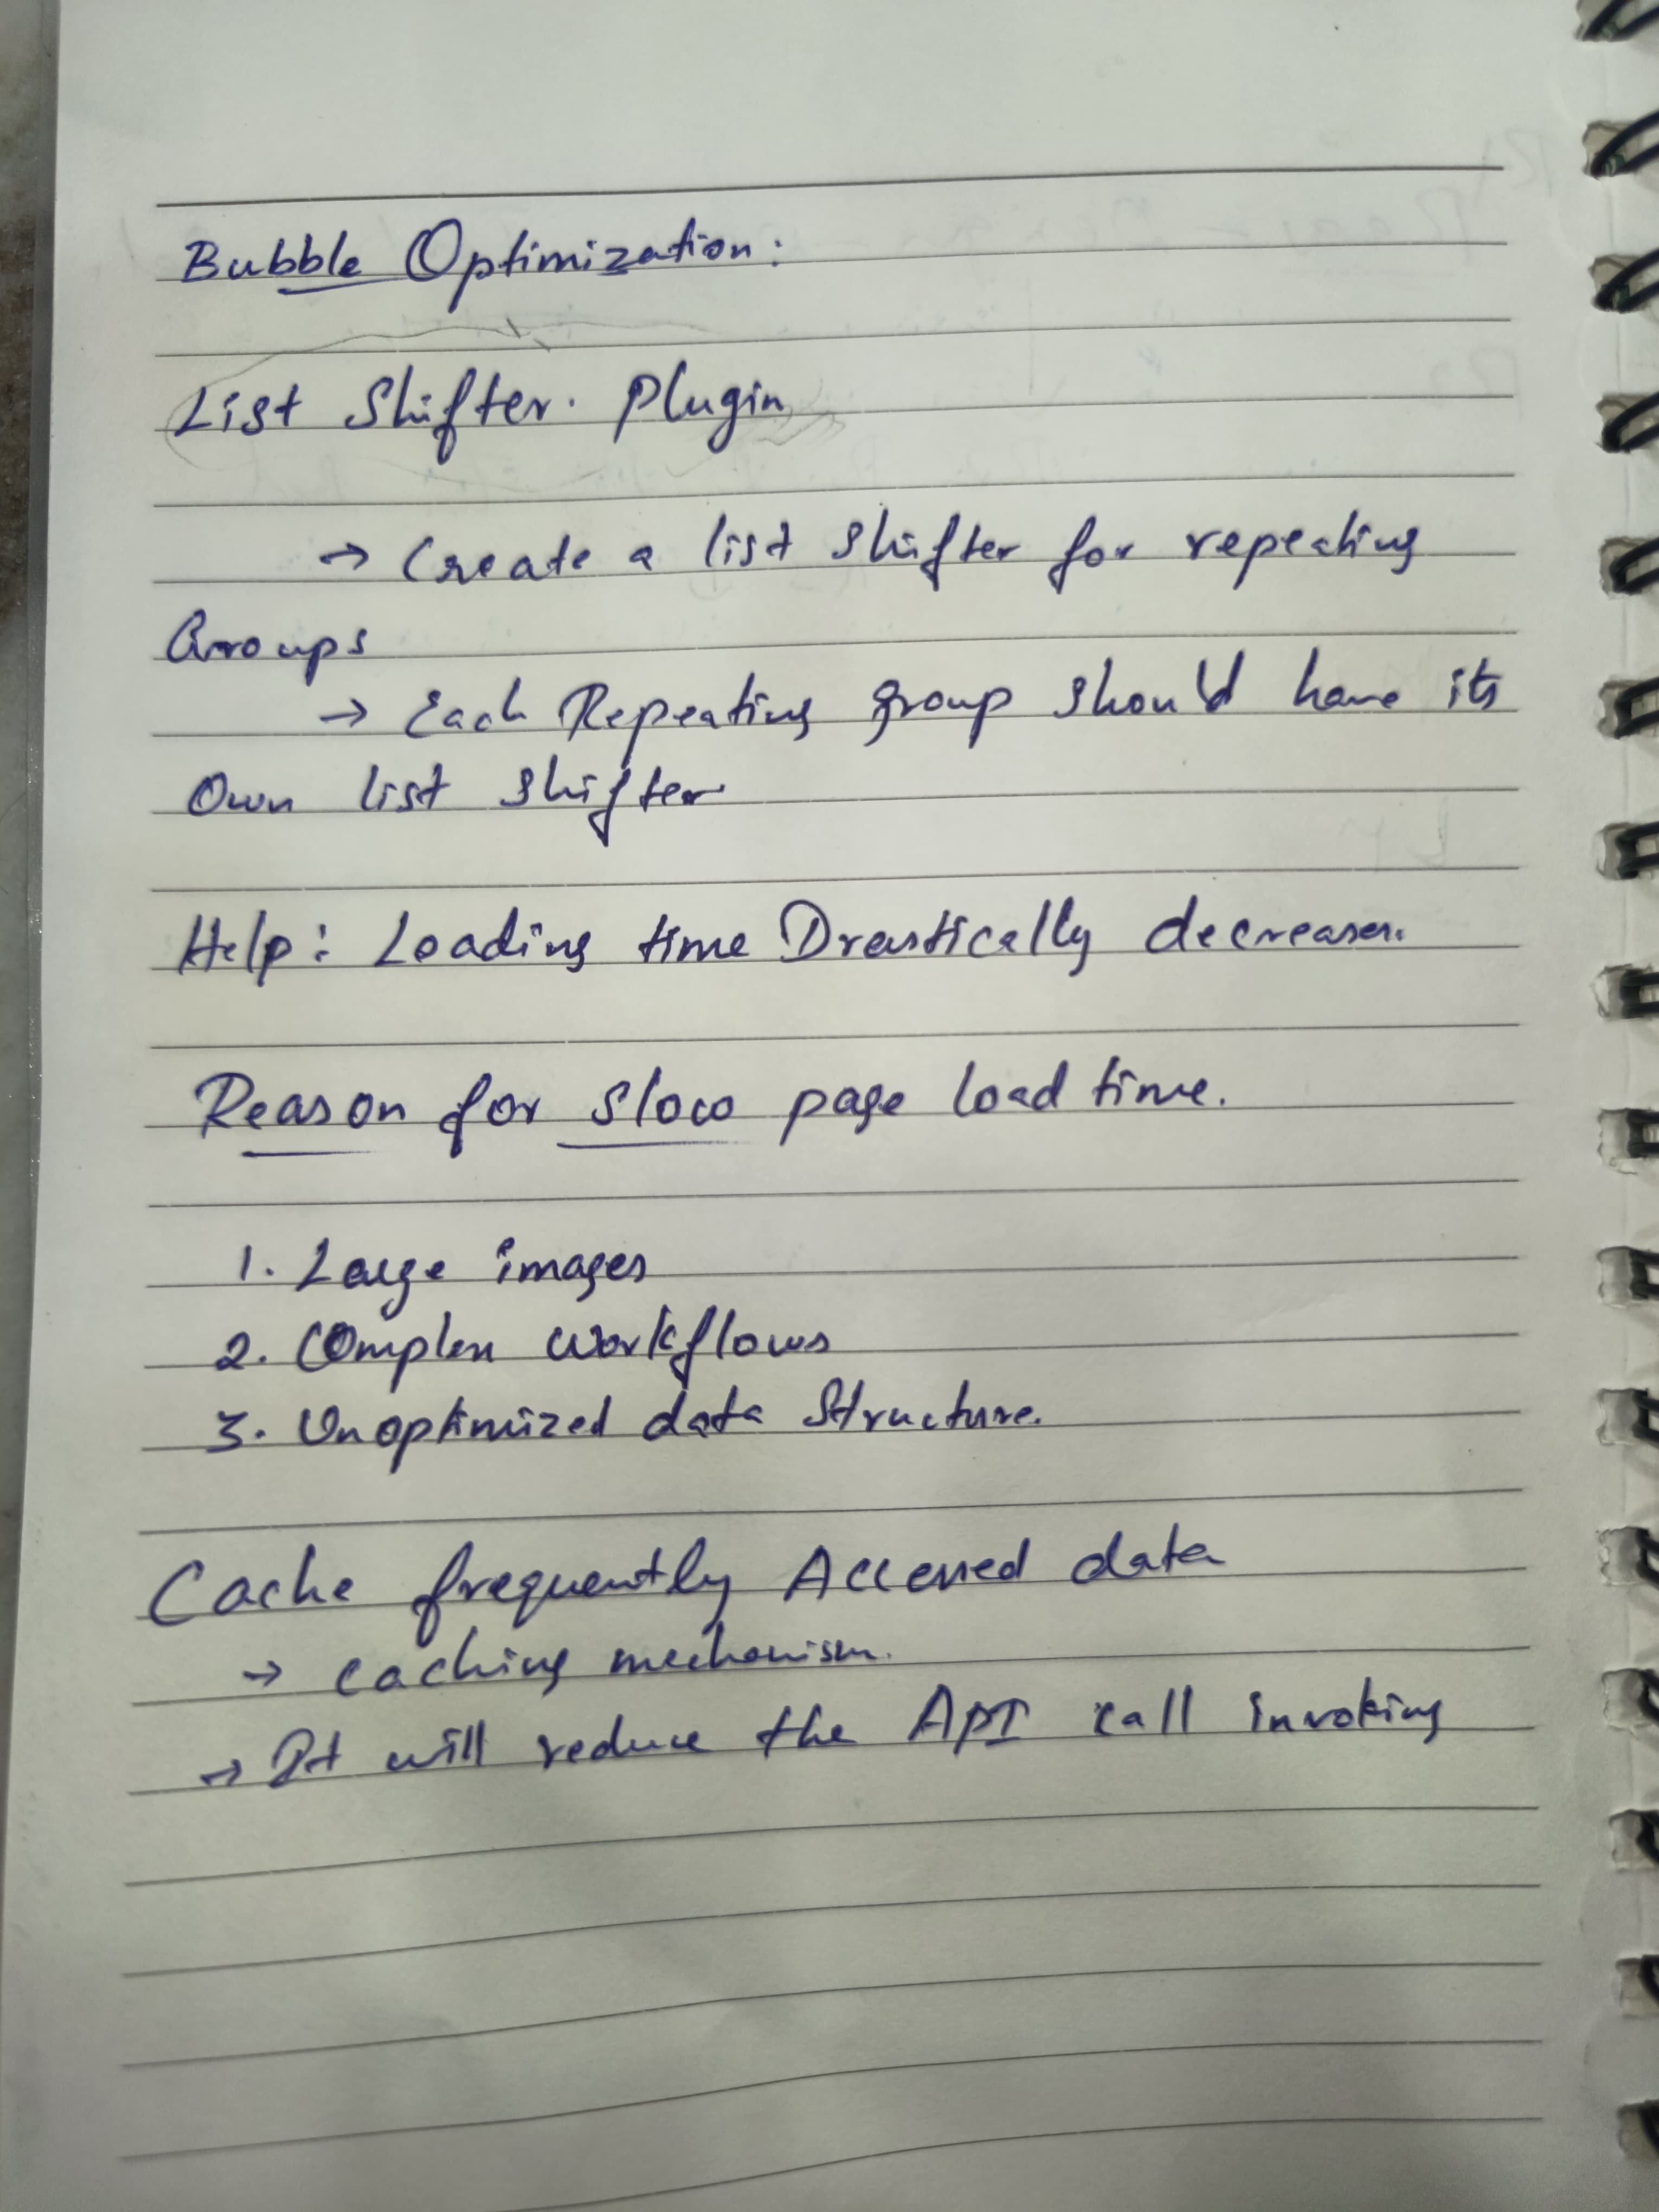 Bubble Optimization:
List Shifter. Plugin
→ Create a list shifter for repeating
Groups
→ Each Repeating group should have its
Own list shifter
Help: Loading time Drastically decreases.
Reason for slow page load time.
1. Large images
2. Complex workflows
3. Unoptimized data Structure.
Cache frequently Accessed data
→ caching mechanism.
→ It will reduce the API call invoking